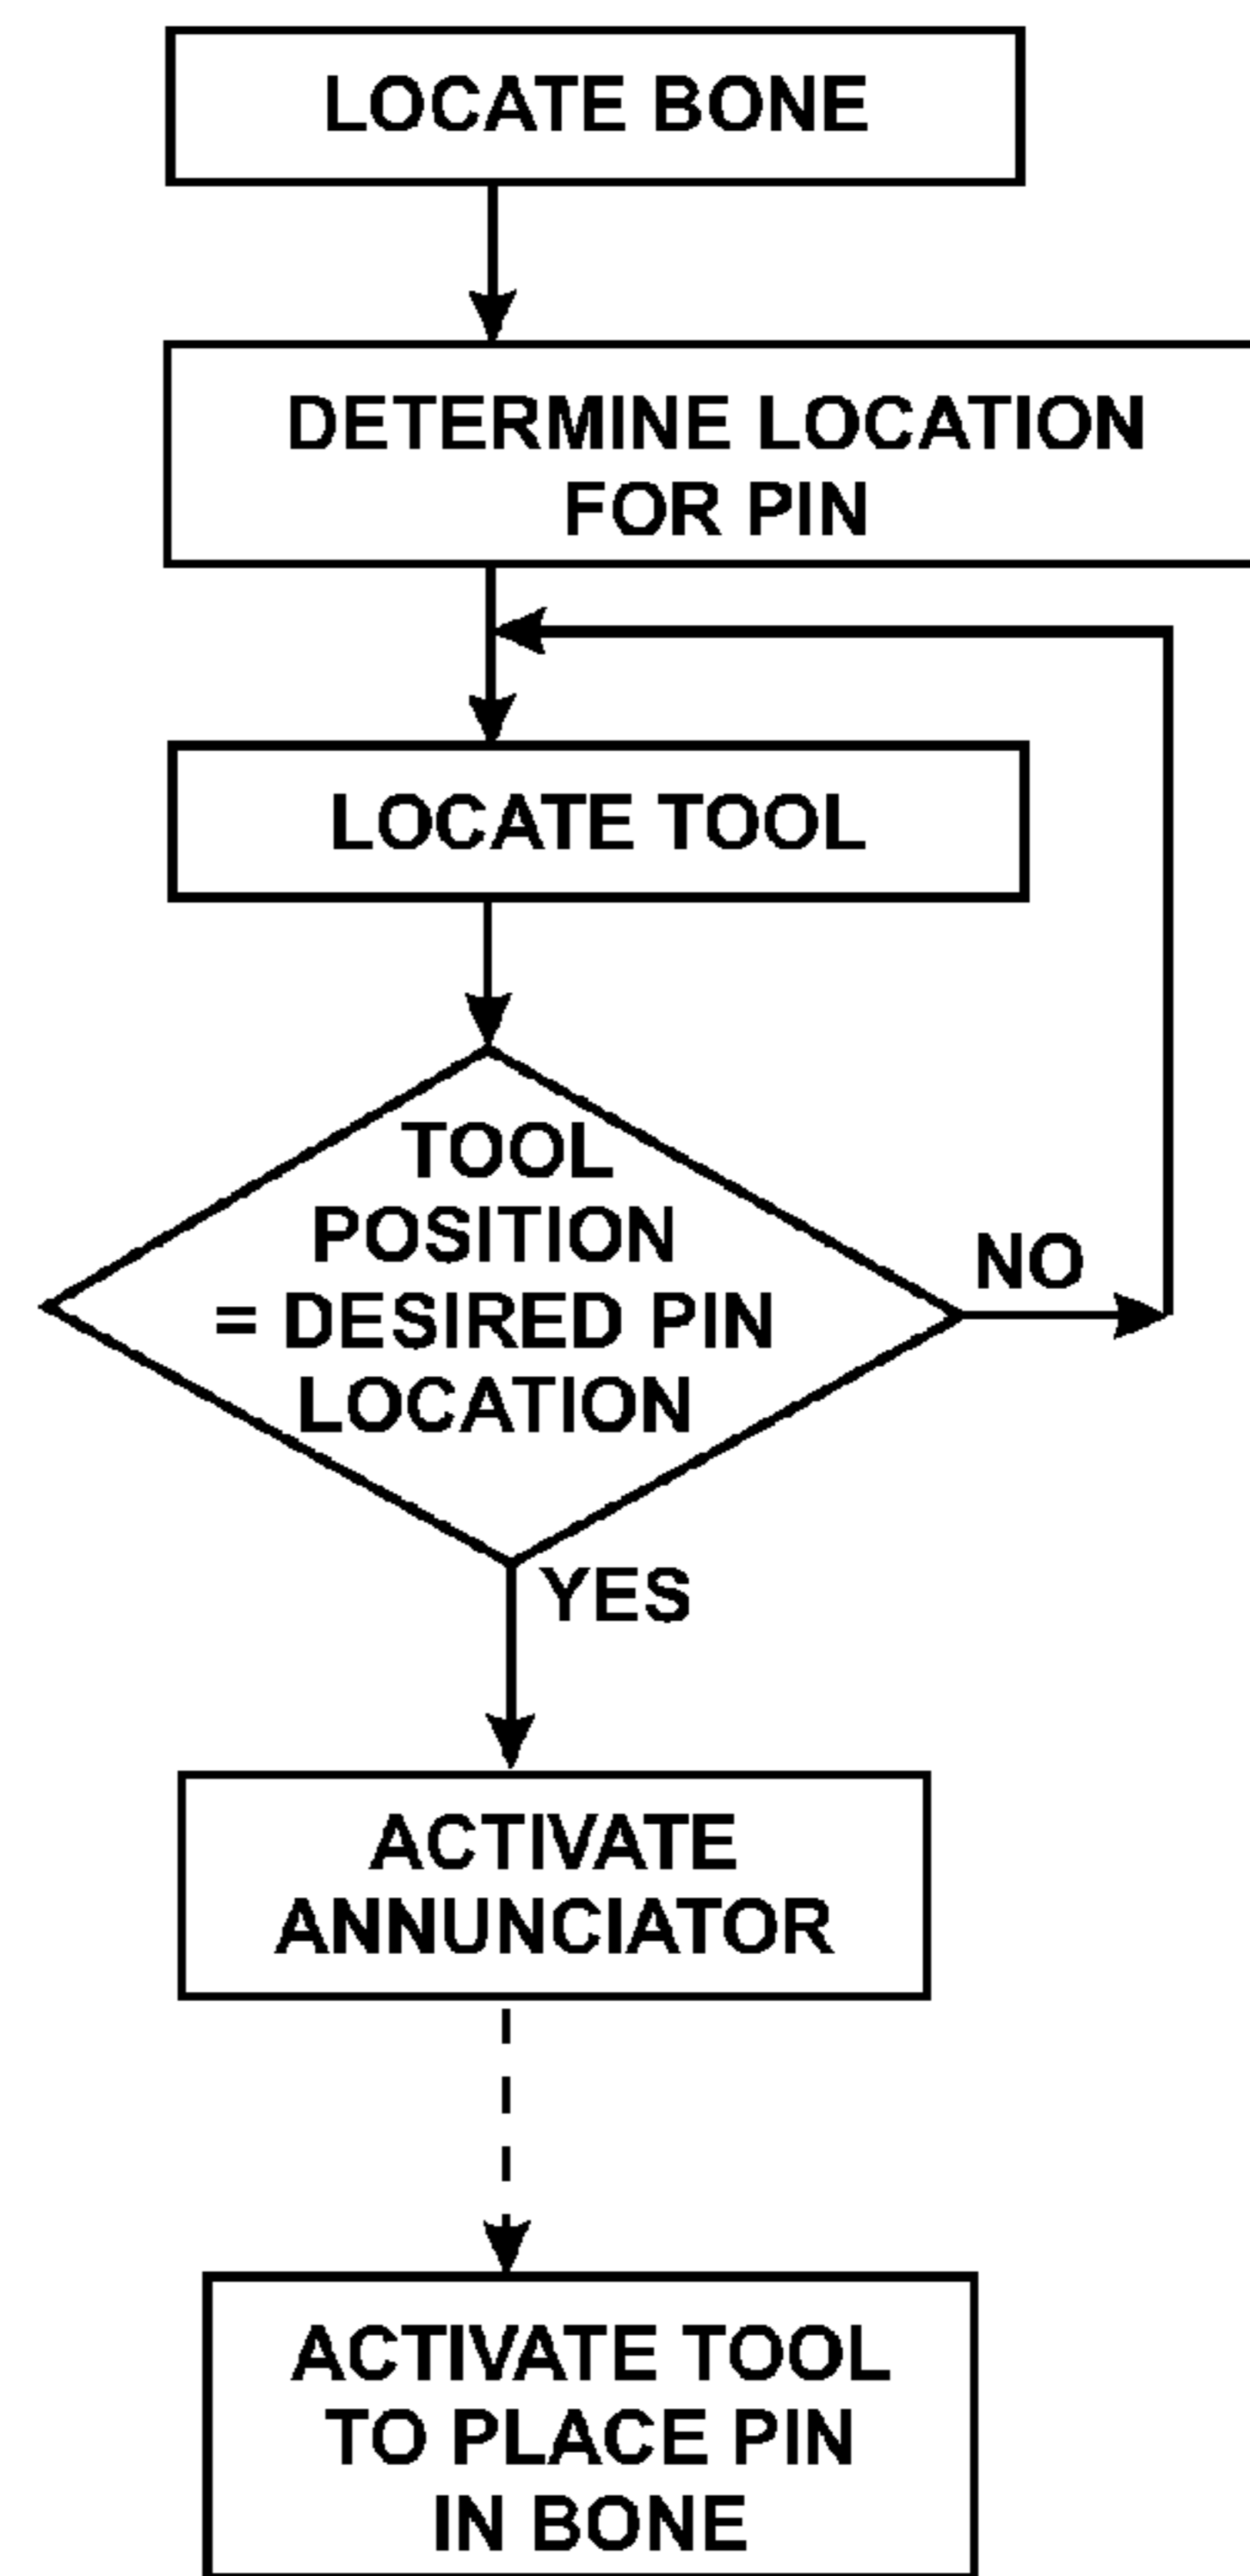 LOCATE BONE
DETERMINE LOCATION
FOR PIN
LOCATE TOOL
TOOL
POSITION
= DESIRED PIN
LOCATION
NO
YES
ACTIVATE
ANNUNCIATOR
ACTIVATE TOOL
TO PLACE PIN
IN BONE